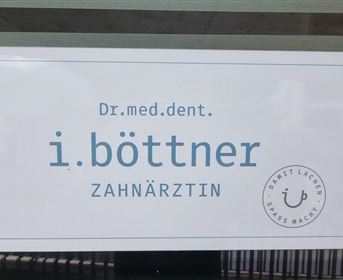 Dr.med.dent.
i.böttner
ZAHNÄRZTIN
DAMIT LACHEN
SPASS MACHT